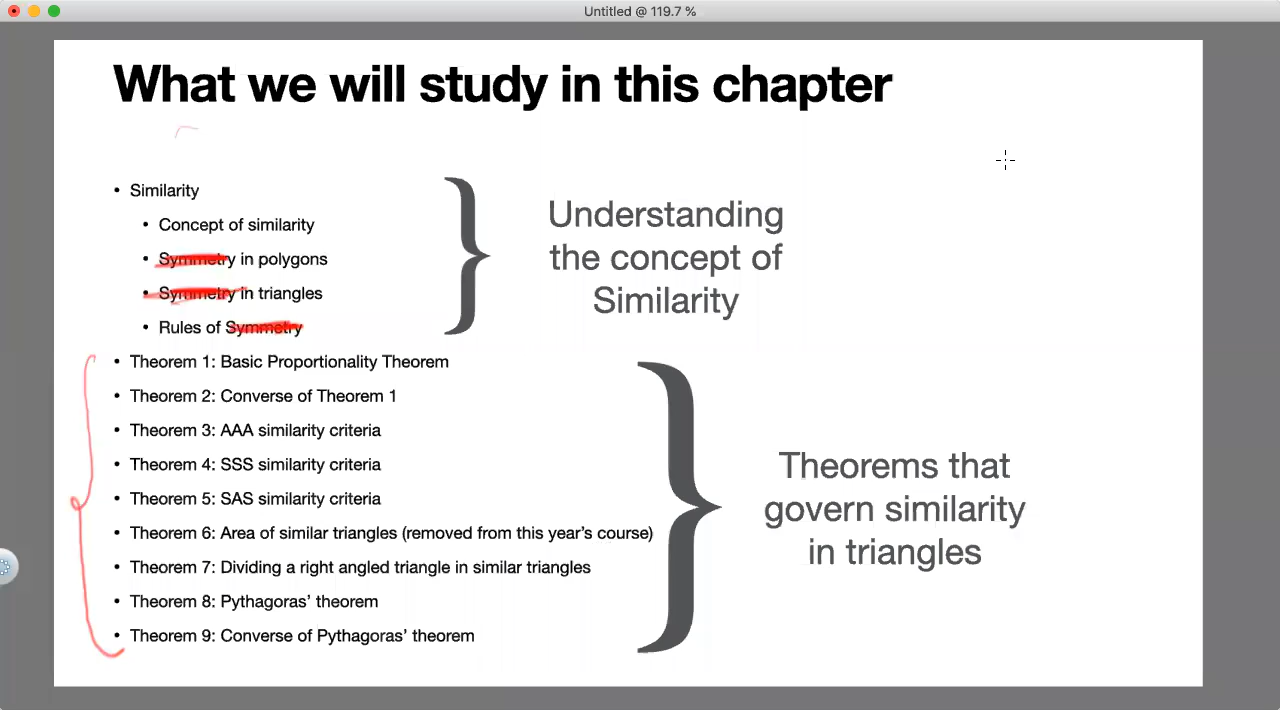 Untitled @ 119.7 %
What we will study in this chapter
• Similarity
• Concept of similarity
• Symmetry in polygons
• Symmetry in triangles
• Rules of Symmetry
Understanding
the concept of
Similarity
• Theorem 1: Basic Proportionality Theorem
• Theorem 2: Converse of Theorem 1
• Theorem 3: AAA similarity criteria
• Theorem 4: SSS similarity criteria
• Theorem 5: SAS similarity criteria
• Theorem 6: Area of similar triangles (removed from this year’s course)
• Theorem 7: Dividing a right angled triangle in similar triangles
• Theorem 8: Pythagoras’ theorem
• Theorem 9: Converse of Pythagoras’ theorem
Theorems that
govern similarity
in triangles